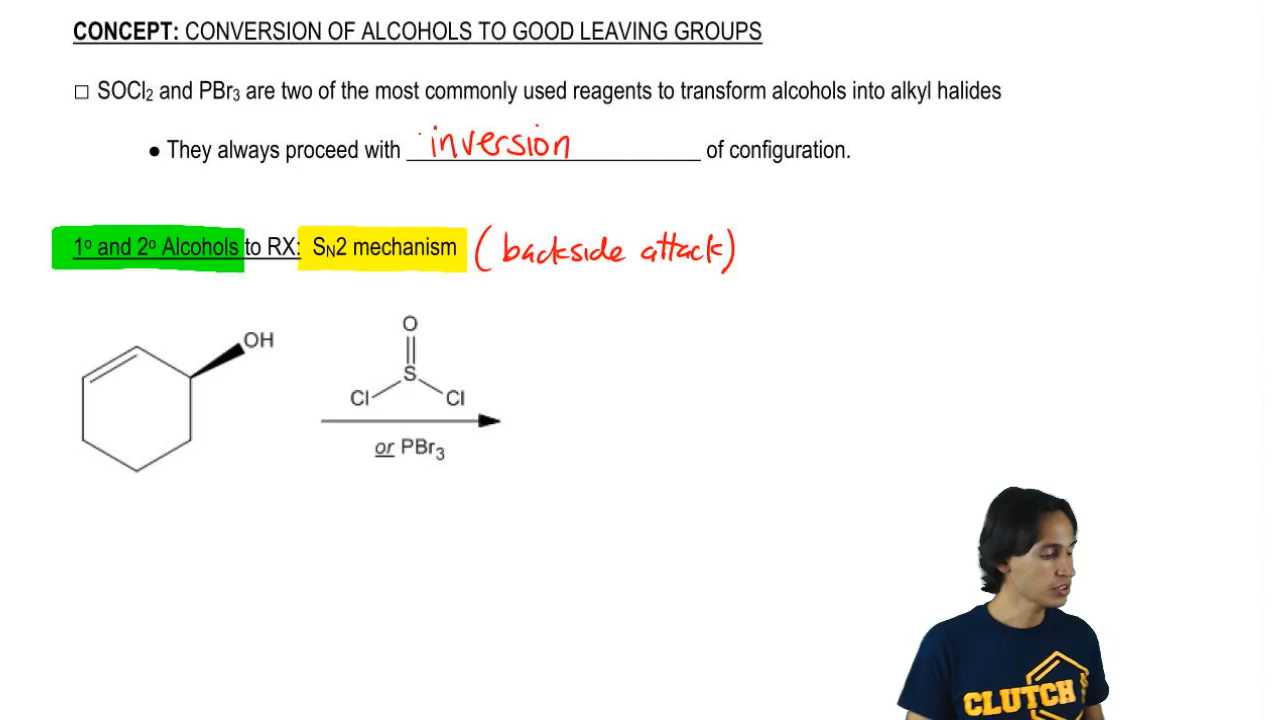 CONCEPT: CONVERSION OF ALCOHOLS TO GOOD LEAVING GROUPS
□ SOCl₂ and PBr₃ are two of the most commonly used reagents to transform alcohols into alkyl halides
● They always proceed with inversion of configuration.
1º and 2º Alcohols to RX: SN2 mechanism (backside attack)
OH
O
S
Cl Cl
or PBr₃
CLUTCH